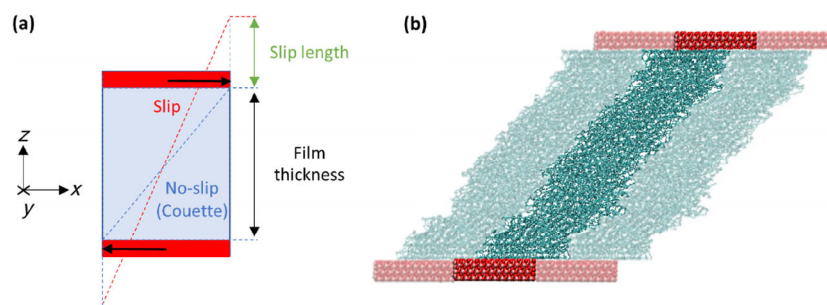 (a)
Slip length
Slip
Film
thickness
No-slip
(Couette)
z
x
y
(b)